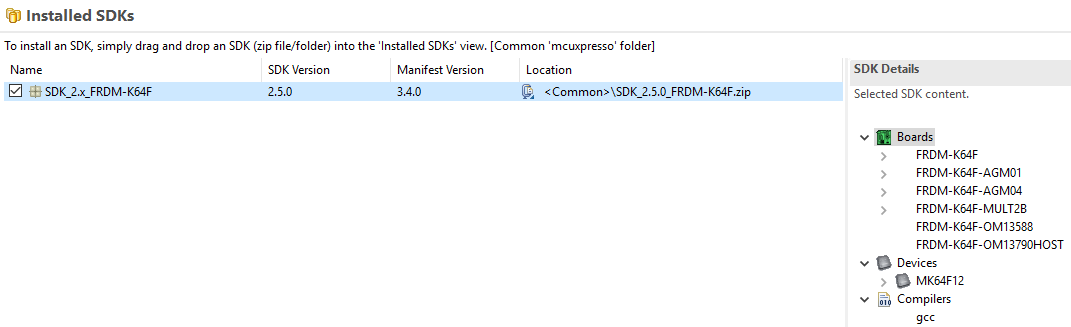 Installed SDKs
To install an SDK, simply drag and drop an SDK (zip file/folder) into the 'Installed SDKs' view. [Common 'mcuxpresso' folder]
Name SDK Version Manifest Version Location
SDK_2.x_FRDM-K64F 2.5.0 3.4.0 <Common>\SDK_2.5.0_FRDM-K64F.zip
SDK Details
Selected SDK content.
Boards
FRDM-K64F
FRDM-K64F-AGM01
FRDM-K64F-AGM04
FRDM-K64F-MULT2B
FRDM-K64F-OM13588
FRDM-K64F-OM13790HOST
Devices
MK64F12
010
Compilers
gcc